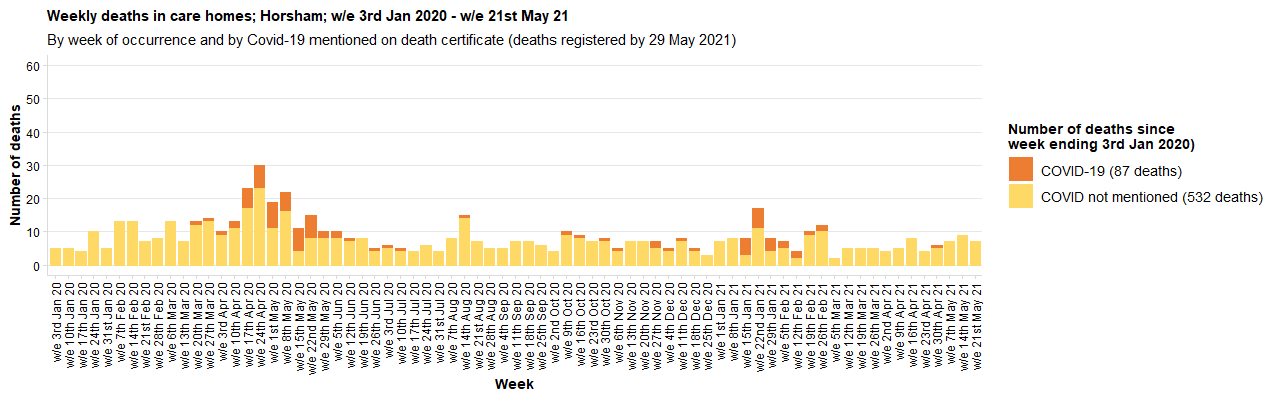 Weekly deaths in care homes; Horsham; w/e 3rd Jan 2020 - w/e 21st May 21
By week of occurrence and by Covid-19 mentioned on death certificate (deaths registered by 29 May 2021)
Number of deaths
60
50
40
30
20
10
0
w/e 3rd Jan 20
w/e 10th Jan 20
w/e 17th Jan 20
w/e 24th Jan 20
w/e 31st Jan 20
w/e 7th Feb 20
w/e 14th Feb 20
w/e 21st Feb 20
w/e 28th Feb 20
w/e 6th Mar 20
w/e 13th Mar 20
w/e 20th Mar 20
w/e 27th Mar 20
w/e 3rd Apr 20
w/e 10th Apr 20
w/e 17th Apr 20
w/e 24th Apr 20
w/e 1st May 20
w/e 8th May 20
w/e 15th May 20
w/e 22nd May 20
w/e 29th May 20
w/e 5th Jun 20
w/e 12th Jun 20
w/e 19th Jun 20
w/e 26th Jun 20
w/e 3rd Jul 20
w/e 10th Jul 20
w/e 17th Jul 20
w/e 24th Jul 20
w/e 31st Jul 20
w/e 7th Aug 20
w/e 14th Aug 20
w/e 21st Aug 20
w/e 28th Aug 20
w/e 4th Sep 20
w/e 11th Sep 20
w/e 18th Sep 20
w/e 25th Sep 20
w/e 2nd Oct 20
w/e 9th Oct 20
w/e 16th Oct 20
w/e 23rd Oct 20
w/e 30th Oct 20
w/e 6th Nov 20
w/e 13th Nov 20
w/e 20th Nov 20
w/e 27th Nov 20
w/e 4th Dec 20
w/e 11th Dec 20
w/e 18th Dec 20
w/e 25th Dec 20
w/e 1st Jan 21
w/e 8th Jan 21
w/e 15th Jan 21
w/e 22nd Jan 21
w/e 29th Jan 21
w/e 5th Feb 21
w/e 12th Feb 21
w/e 19th Feb 21
w/e 26th Feb 21
w/e 5th Mar 21
w/e 12th Mar 21
w/e 19th Mar 21
w/e 26th Mar 21
w/e 2nd Apr 21
w/e 9th Apr 21
w/e 16th Apr 21
w/e 23rd Apr 21
w/e 30th Apr 21
w/e 7th May 21
w/e 14th May 21
w/e 21st May 21
Week
Number of deaths since
week ending 3rd Jan 2020)
COVID-19 (87 deaths)
COVID not mentioned (532 deaths)